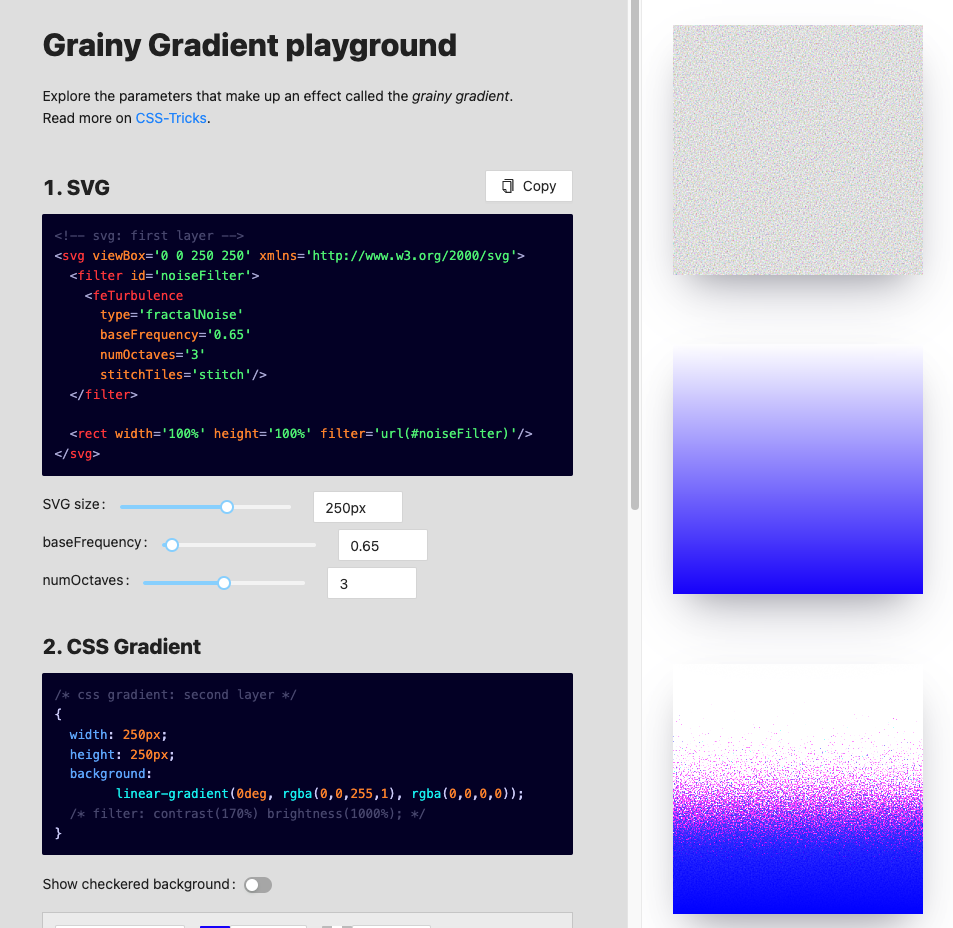 Grainy Gradient playground
Explore the parameters that make up an effect called the grainy gradient.
Read more on CSS-Tricks.
1. SVG
Copy
<!-- svg: first layer -->
<svg viewBox='0 0 250 250' xmlns='http://www.w3.org/2000/svg'>
  <filter id='noiseFilter'>
    <feTurbulence
      type='fractalNoise'
      baseFrequency='0.65'
      numOctaves='3'
      stitchTiles='stitch'/>
  </filter>
  <rect width='100%' height='100%' filter='url(#noiseFilter)'/>
</svg>
SVG size: 250px
baseFrequency: 0.65
numOctaves: 3
2. CSS Gradient
/* css gradient: second layer */
{
  width: 250px;
  height: 250px;
  background:
        linear-gradient(0deg, rgba(0,0,255,1), rgba(0,0,0,0));
  /* filter: contrast(170%) brightness(1000%); */
}
Show checkered background: